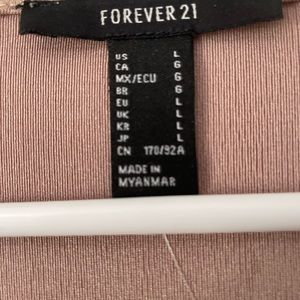 FOREVER 21
US L
CA G
MX/ECU G
BR G
EU L
UK L
KR L
JP L
CN 170/92A
MADE IN
MYANMAR